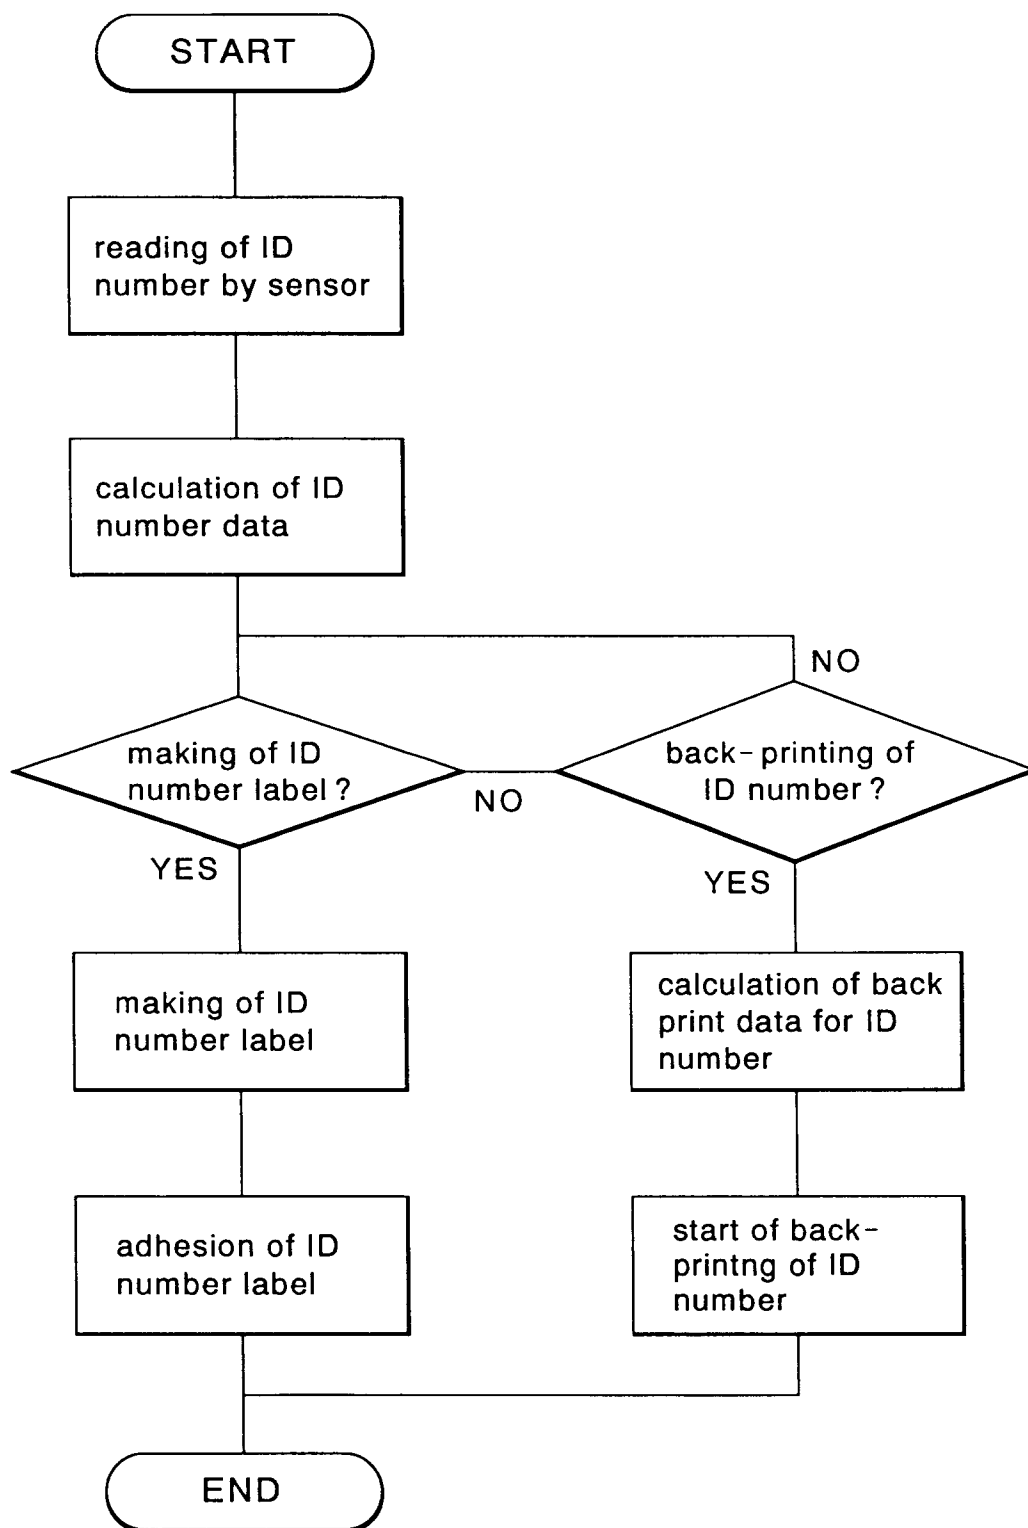 START
reading of ID
number by sensor
calculation of ID
number data
NO
making of ID
number label?
NO
back-printing of
ID number?
YES
YES
making of ID
number label
calculation of back
print data for ID
number
adhesion of ID
number label
start of back-
printng of ID
number
END